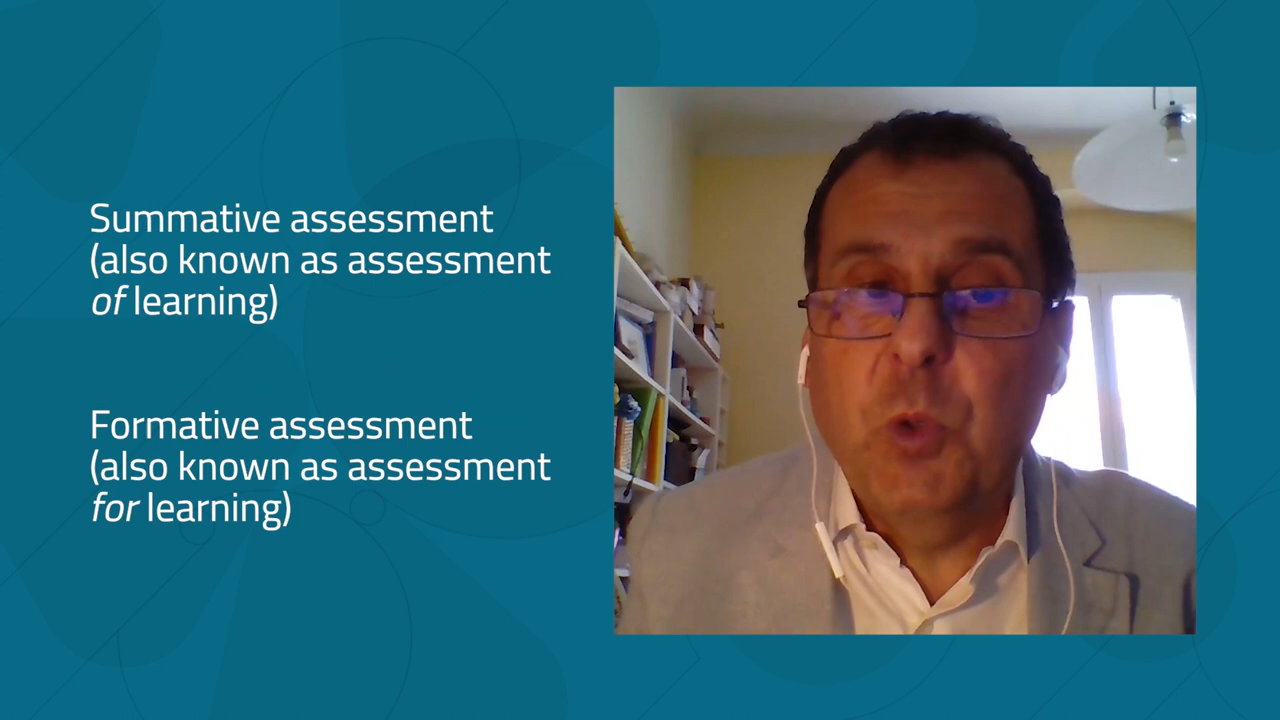 Summative assessment
(also known as assessment
of learning)
Formative assessment
(also known as assessment
for learning)